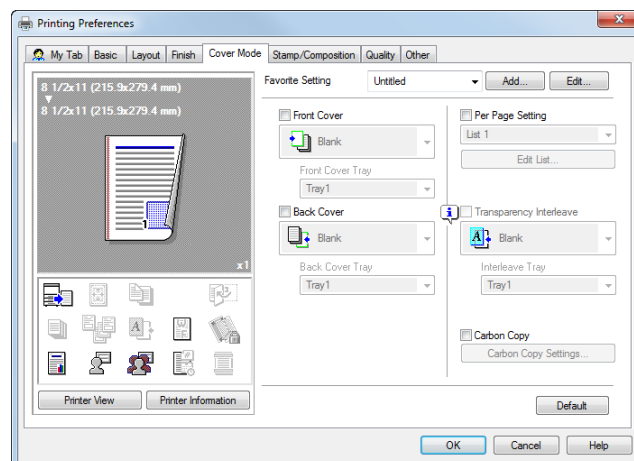 Printing Preferences
My Tab Basic Layout Finish Cover Mode Stamp/Composition Quality Other
8 1/2x11 (215.9x279.4 mm)
8 1/2x11 (215.9x279.4 mm)
1
x1
Printer View Printer Information
Favorite Setting Untitled Add... Edit...
Front Cover
Blank
Front Cover Tray
Tray1
Back Cover
Blank
Back Cover Tray
Tray1
Per Page Setting
List 1
Edit List...
Transparency Interleave
Blank
Interleave Tray
Tray1
Carbon Copy
Carbon Copy Settings...
Default
OK Cancel Help